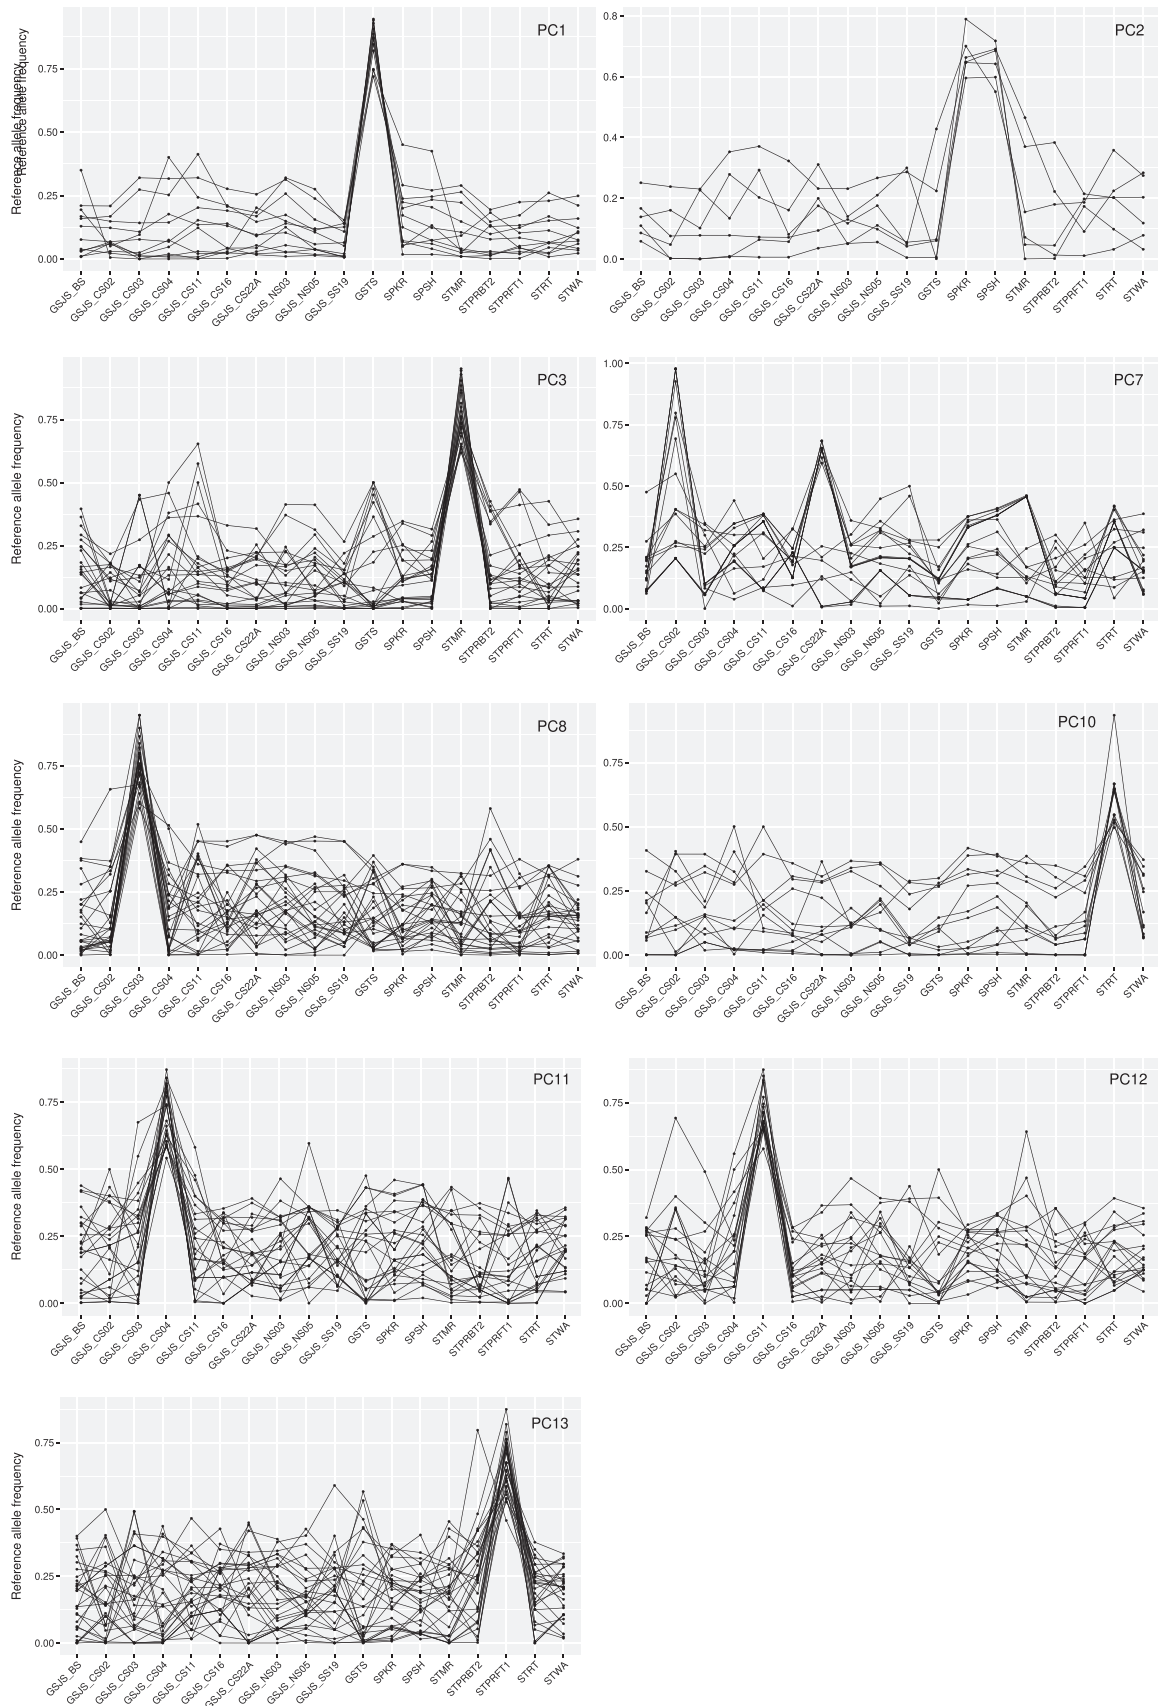 PC1
Reference allele frequency
Reference allele frequency
0.75
0.50
0.25
0.00
GSJS_BS
GSJS_CS02
GSJS_CS03
GSJS_CS04
GSJS_CS11
GSJS_CS16
GSJS_CS22A
GSJS_NS03
GSJS_NS05
GSJS_SS19
GSTS
SPKR
SPSH
STMR
STPRBT2
STPRFT1
STRT
STWA
PC2
0.8
0.6
0.4
0.2
0.0
GSJS_BS
GSJS_CS02
GSJS_CS03
GSJS_CS04
GSJS_CS11
GSJS_CS16
GSJS_CS22A
GSJS_NS03
GSJS_NS05
GSJS_SS19
GSTS
SPKR
SPSH
STMR
STPRBT2
STPRFT1
STRT
STWA
PC3
Reference allele frequency
0.75
0.50
0.25
0.00
GSJS_BS
GSJS_CS02
GSJS_CS03
GSJS_CS04
GSJS_CS11
GSJS_CS16
GSJS_CS22A
GSJS_NS03
GSJS_NS05
GSJS_SS19
GSTS
SPKR
SPSH
STMR
STPRBT2
STPRFT1
STRT
STWA
PC7
1.00
0.75
0.50
0.25
0.00
GSJS_BS
GSJS_CS02
GSJS_CS03
GSJS_CS04
GSJS_CS11
GSJS_CS16
GSJS_CS22A
GSJS_NS03
GSJS_NS05
GSJS_SS19
GSTS
SPKR
SPSH
STMR
STPRBT2
STPRFT1
STRT
STWA
PC8
Reference allele frequency
0.75
0.50
0.25
0.00
GSJS_BS
GSJS_CS02
GSJS_CS03
GSJS_CS04
GSJS_CS11
GSJS_CS16
GSJS_CS22A
GSJS_NS03
GSJS_NS05
GSJS_SS19
GSTS
SPKR
SPSH
STMR
STPRBT2
STPRFT1
STRT
STWA
PC10
0.75
0.50
0.25
0.00
GSJS_BS
GSJS_CS02
GSJS_CS03
GSJS_CS04
GSJS_CS11
GSJS_CS16
GSJS_CS22A
GSJS_NS03
GSJS_NS05
GSJS_SS19
GSTS
SPKR
SPSH
STMR
STPRBT2
STPRFT1
STRT
STWA
PC11
Reference allele frequency
0.75
0.50
0.25
0.00
GSJS_BS
GSJS_CS02
GSJS_CS03
GSJS_CS04
GSJS_CS11
GSJS_CS16
GSJS_CS22A
GSJS_NS03
GSJS_NS05
GSJS_SS19
GSTS
SPKR
SPSH
STMR
STPRBT2
STPRFT1
STRT
STWA
PC12
0.75
0.50
0.25
0.00
GSJS_BS
GSJS_CS02
GSJS_CS03
GSJS_CS04
GSJS_CS11
GSJS_CS16
GSJS_CS22A
GSJS_NS03
GSJS_NS05
GSJS_SS19
GSTS
SPKR
SPSH
STMR
STPRBT2
STPRFT1
STRT
STWA
PC13
Reference allele frequency
0.75
0.50
0.25
0.00
GSJS_BS
GSJS_CS02
GSJS_CS03
GSJS_CS04
GSJS_CS11
GSJS_CS16
GSJS_CS22A
GSJS_NS03
GSJS_NS05
GSJS_SS19
GSTS
SPKR
SPSH
STMR
STPRBT2
STPRFT1
STRT
STWA